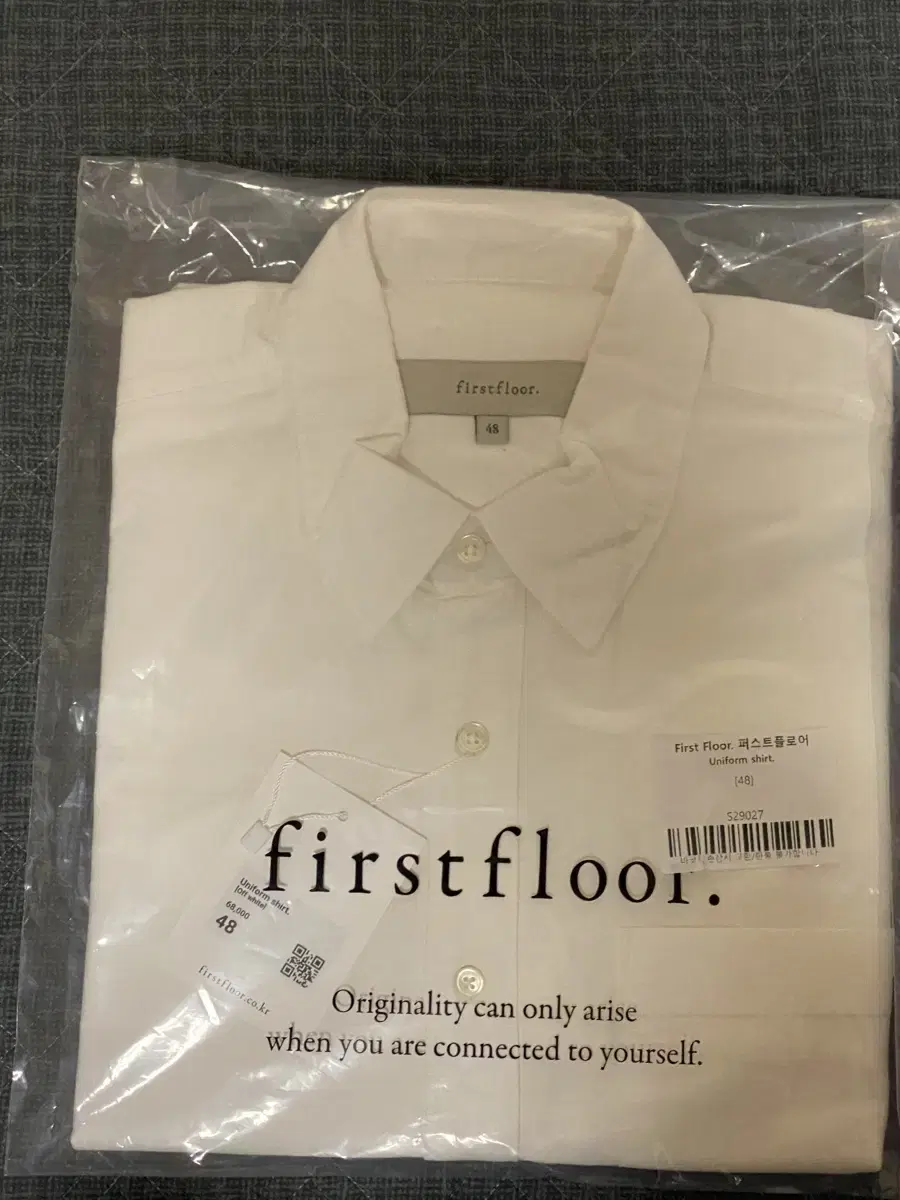 firstfloor.
48
First Floor. 퍼스트플로어
Uniform shirt.
[48]
S29027
firstfloor.
Uniform shirt.
[Off white]
68,000
48
firstfloor.co.kr
Originality can only arise
when you are connected to yourself.